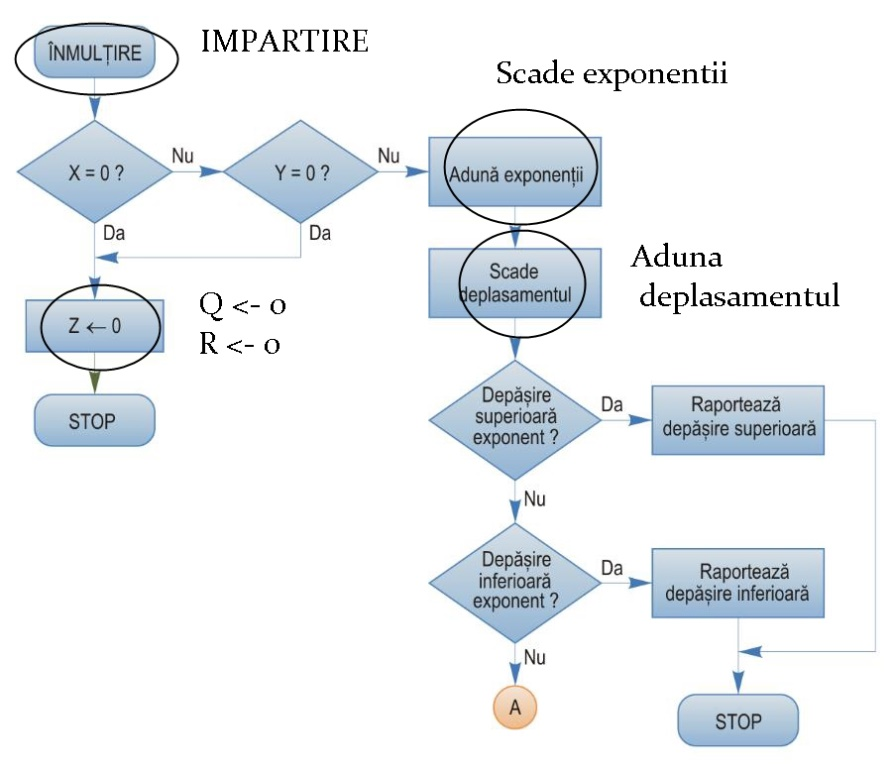 ÎNMULȚIRE
IMPARTIRE
Scade exponentii
X = 0 ?
Nu
Y = 0 ?
Nu
Adună exponenții
Da
Da
Scade
deplasamentul
Aduna
deplasamentul
Z ← 0
Q <- 0
R <- 0
STOP
Depășire
superioară
exponent ?
Da
Raportează
depășire superioară
Nu
Depășire
inferioară
exponent ?
Da
Raportează
depășire inferioară
Nu
A
STOP